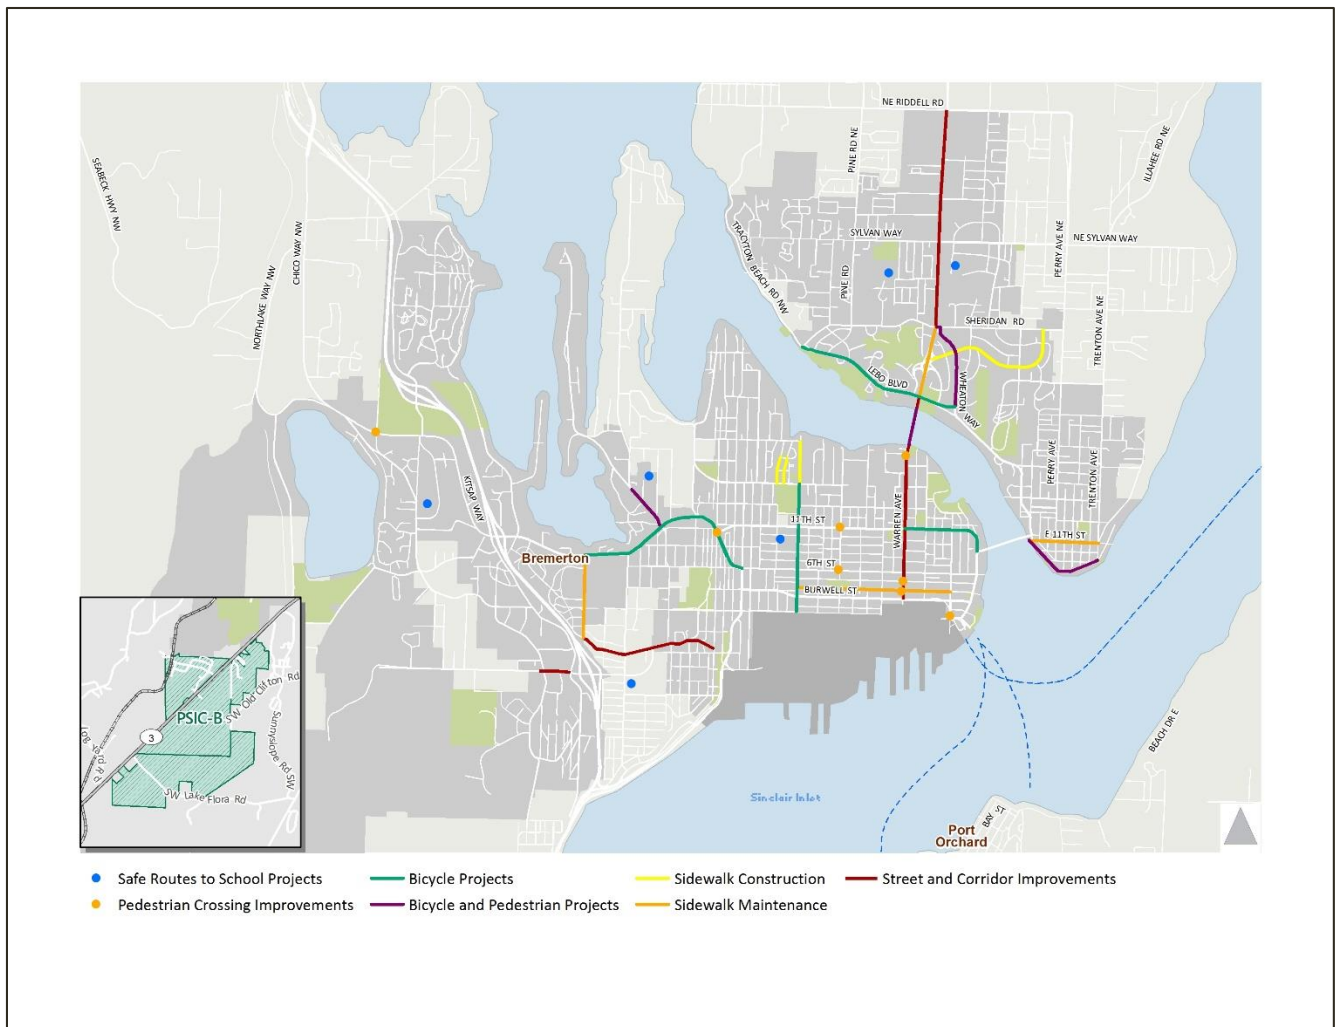 NE RIDDELL RD
PINE RD NE
ILLAHEE RD NE
SEABECK HWY NW
CHICO WAY NW
NORTHLAKE WAY NW
TRACYTON BEACH RD NW
SYLVAN WAY
NE SYLVAN WAY
PERRY AVE NE
PINE RD
SHERIDAN RD
TRENTON AVE NE
LEBO BLVD
WHEATON WAY
PERRY AVE
TRENTON AVE
KITSAP WAY
WARREN AVE
11TH ST
E 11TH ST
Bremerton
6TH ST
BURWELL ST
PSIC-B
SW Old Clifton Rd
Sunnyslope Rd SW
3
SW Lake Flora Rd
BEACH DR E
Sinclair Inlet
BAY ST
Port
Orchard
Safe Routes to School Projects
Bicycle Projects
Sidewalk Construction
Street and Corridor Improvements
Pedestrian Crossing Improvements
Bicycle and Pedestrian Projects
Sidewalk Maintenance